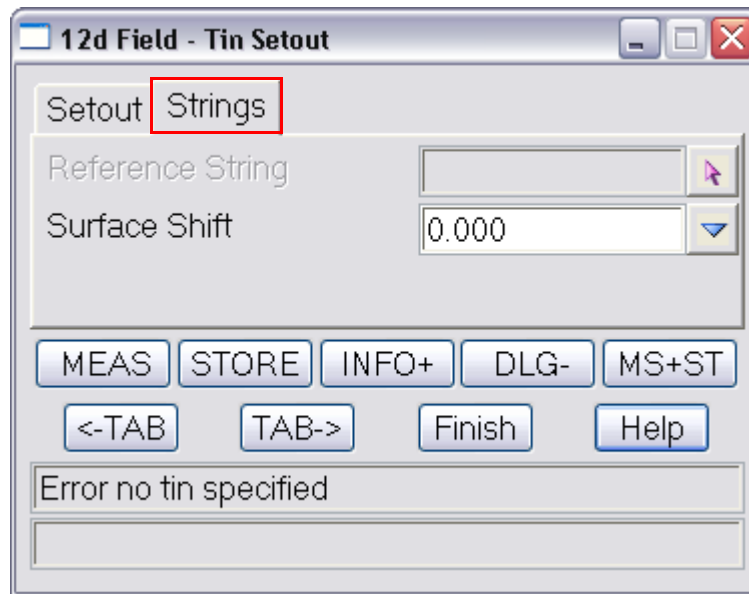 12d Field - Tin Setout
Setout Strings
Reference String
Surface Shift 0.000
MEAS STORE INFO+ DLG- MS+ST
<-TAB TAB-> Finish Help
Error no tin specified